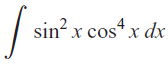 ∫ sin² x cos⁴ x dx